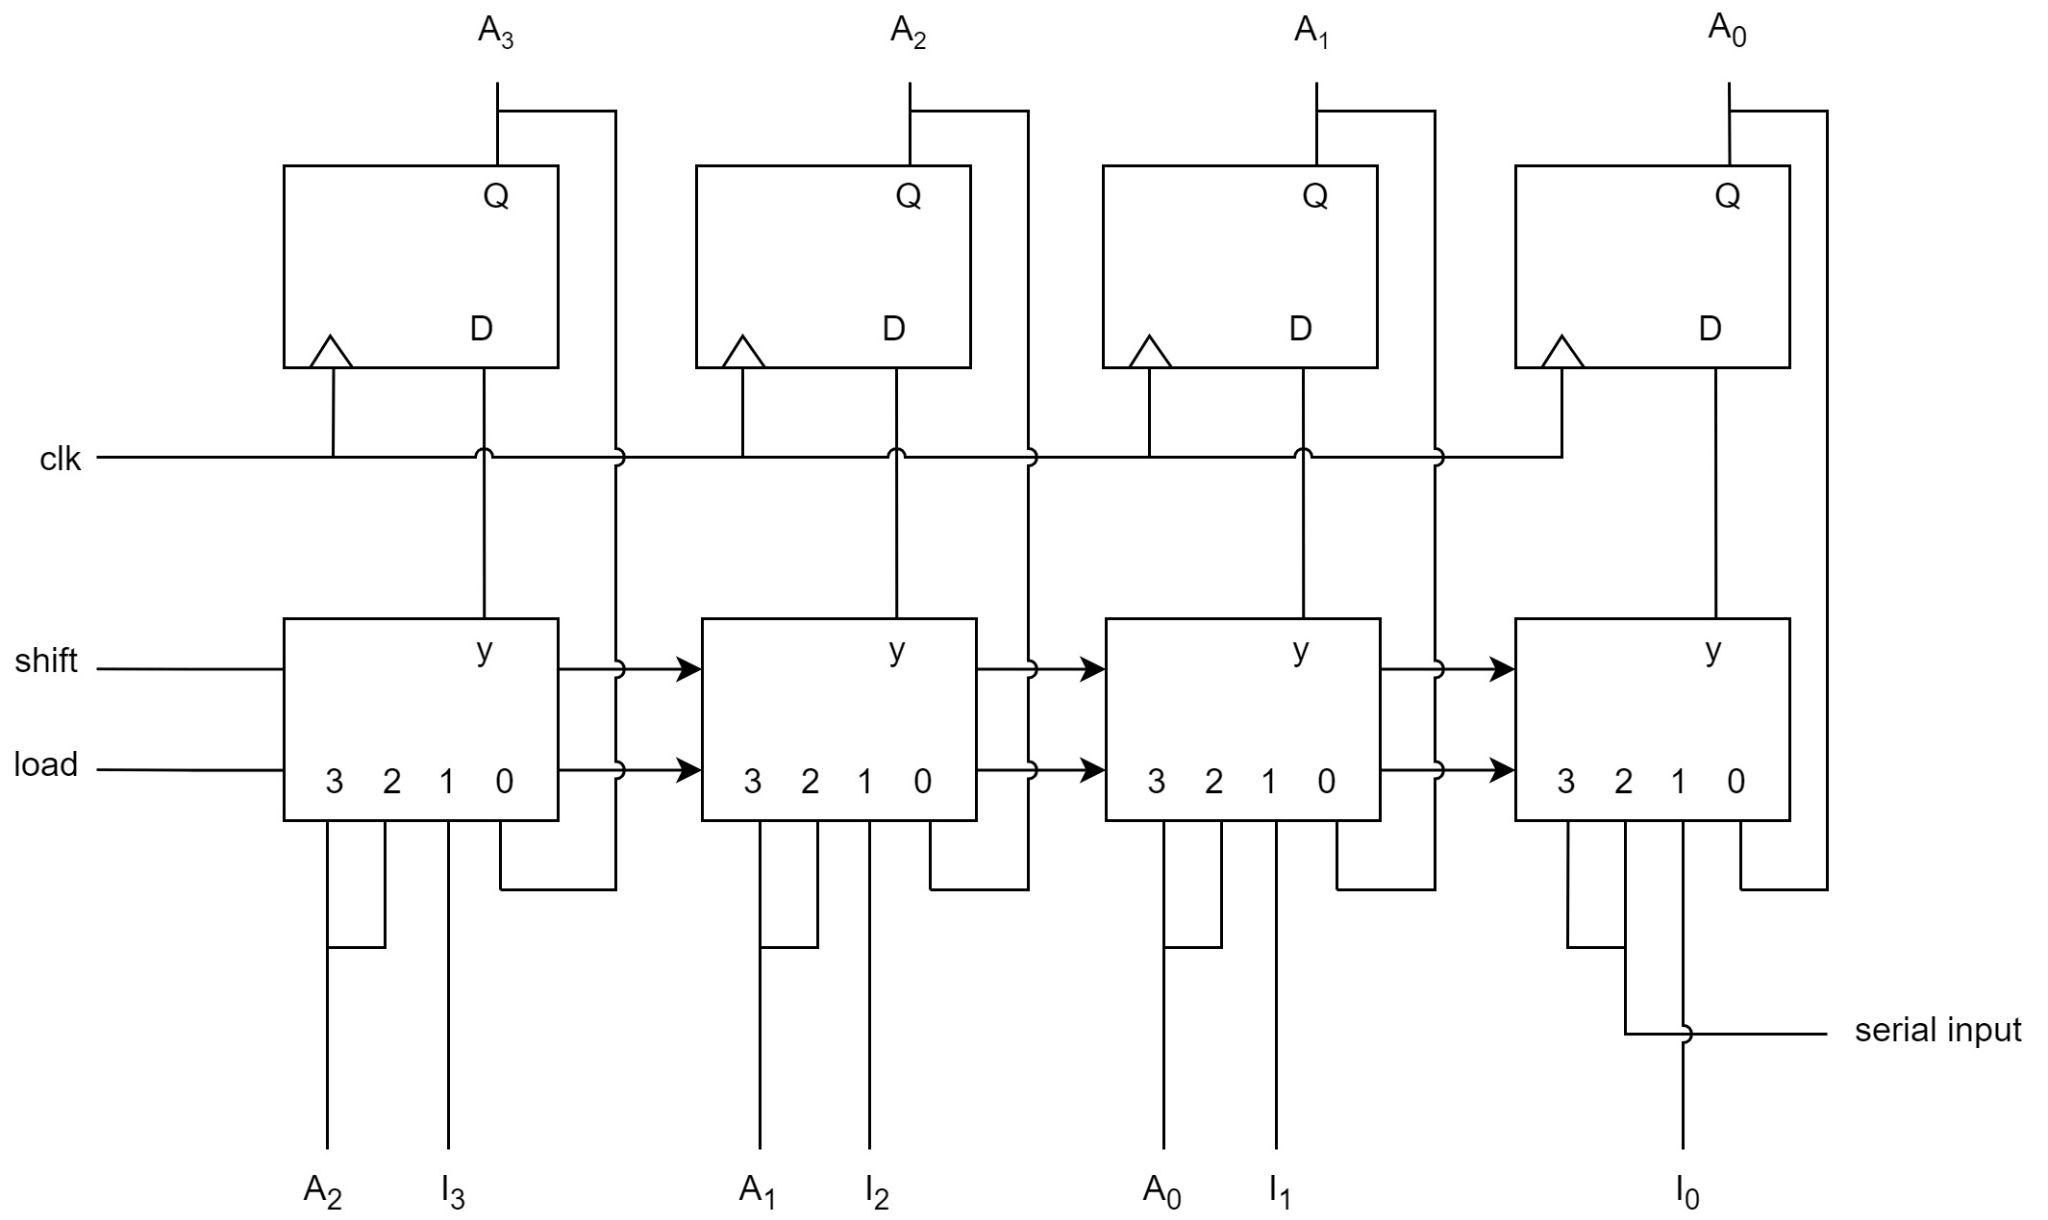 A₃ A₂ A₁ A₀
Q Q Q Q
D D D D
clk
y y y y
shift
load
3 2 1 0 3 2 1 0 3 2 1 0 3 2 1 0
serial input
A₂ I₃ A₁ I₂ A₀ I₁ I₀